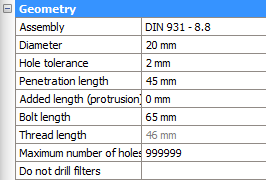 Geometry
Assembly DIN 931 - 8.8
Diameter 20 mm
Hole tolerance 2 mm
Penetration length 45 mm
Added length (protrusion) 0 mm
Bolt length 65 mm
Thread length 46 mm
Maximum number of holes 999999
Do not drill filters